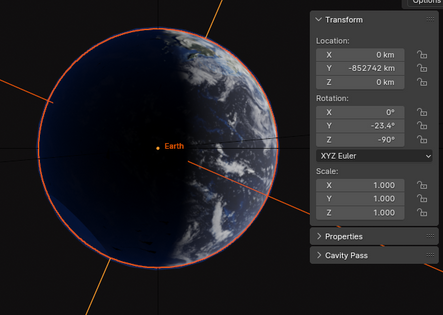 Options
Transform
Location:
X 0 km
Y -852742 km
Z 0 km
Rotation:
X 0°
Y -23.4°
Z -90°
XYZ Euler
Scale:
X 1.000
Y 1.000
Z 1.000
Properties
Cavity Pass
Earth